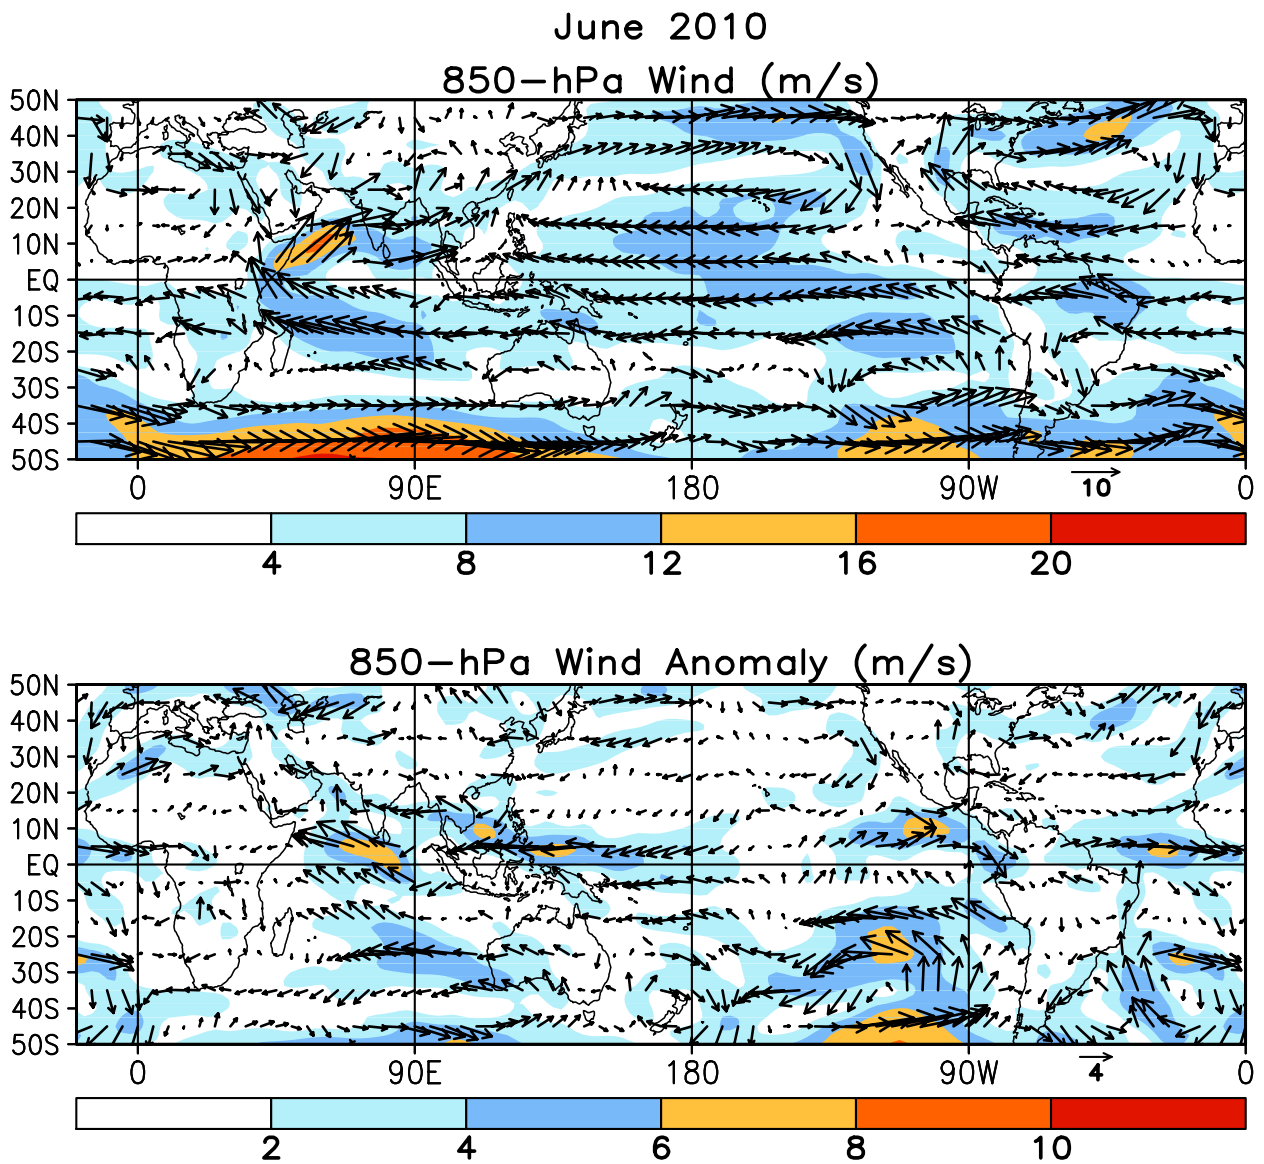 June 2010
850-hPa Wind (m/s)
50N
40N
30N
20N
10N
EQ
10S
20S
30S
40S
50S
0 90E 180 90W 0
10
4 8 12 16 20
850-hPa Wind Anomaly (m/s)
50N
40N
30N
20N
10N
EQ
10S
20S
30S
40S
50S
0 90E 180 90W 0
4
2 4 6 8 10